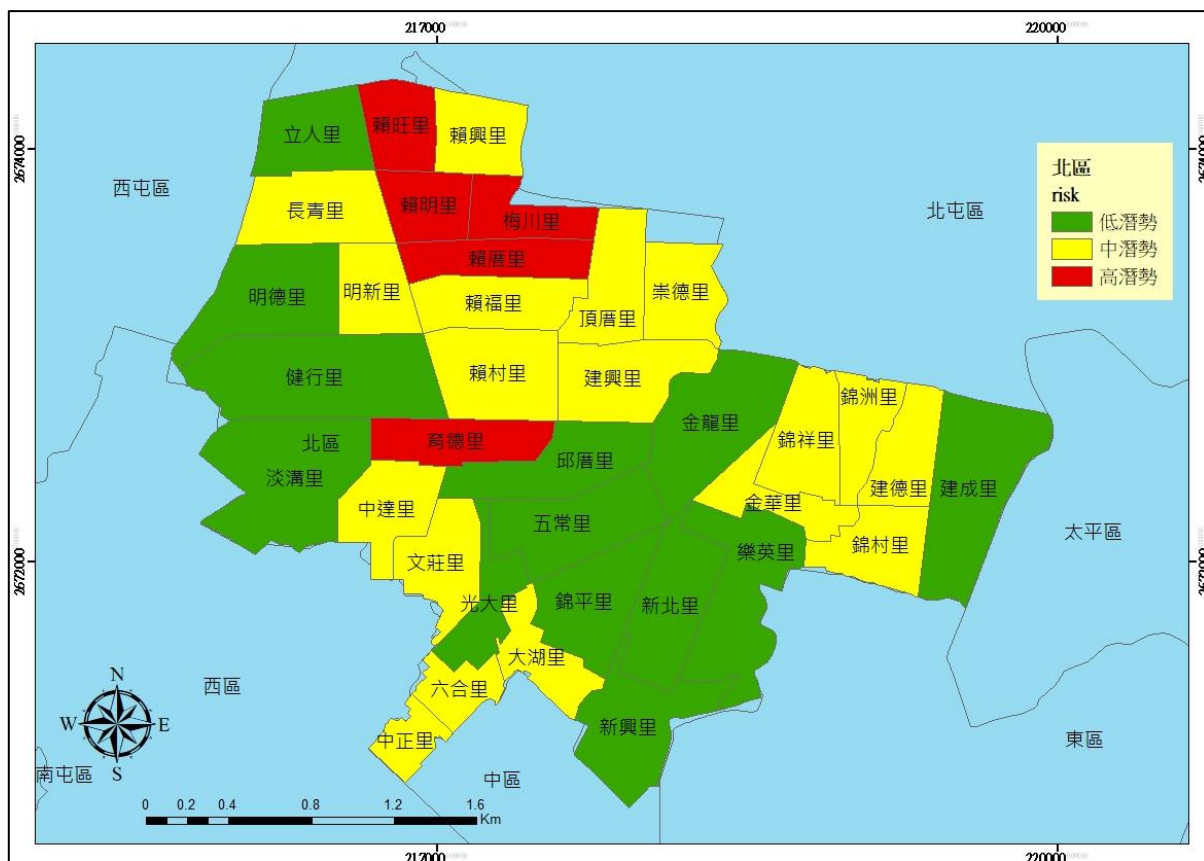 217000
220000
2674000
2674000
北區
risk
低潛勢
中潛勢
高潛勢
立人里
賴旺里
賴興里
西屯區
北屯區
長青里
賴明里
梅川里
賴厝里
明德里
明新里
賴福里
頂厝里
崇德里
健行里
賴村里
建興里
北區
育德里
邱厝里
金龍里
錦祥里
錦洲里
淡溝里
中達里
五常里
金華里
建德里
建成里
太平區
文莊里
樂英里
錦村里
2672000
2672000
光大里
錦平里
新北里
大湖里
西區
六合里
新興里
中正里
東區
南屯區
中區
N
W
E
S
0
0.2
0.4
0.8
1.2
1.6
Km
217000
220000